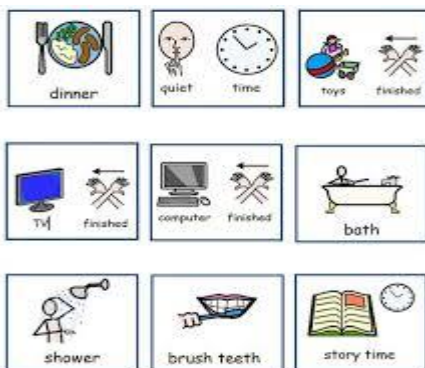 dinner
quiet time
toys finished
TV finished
computer finished
bath
shower
brush teeth
story time